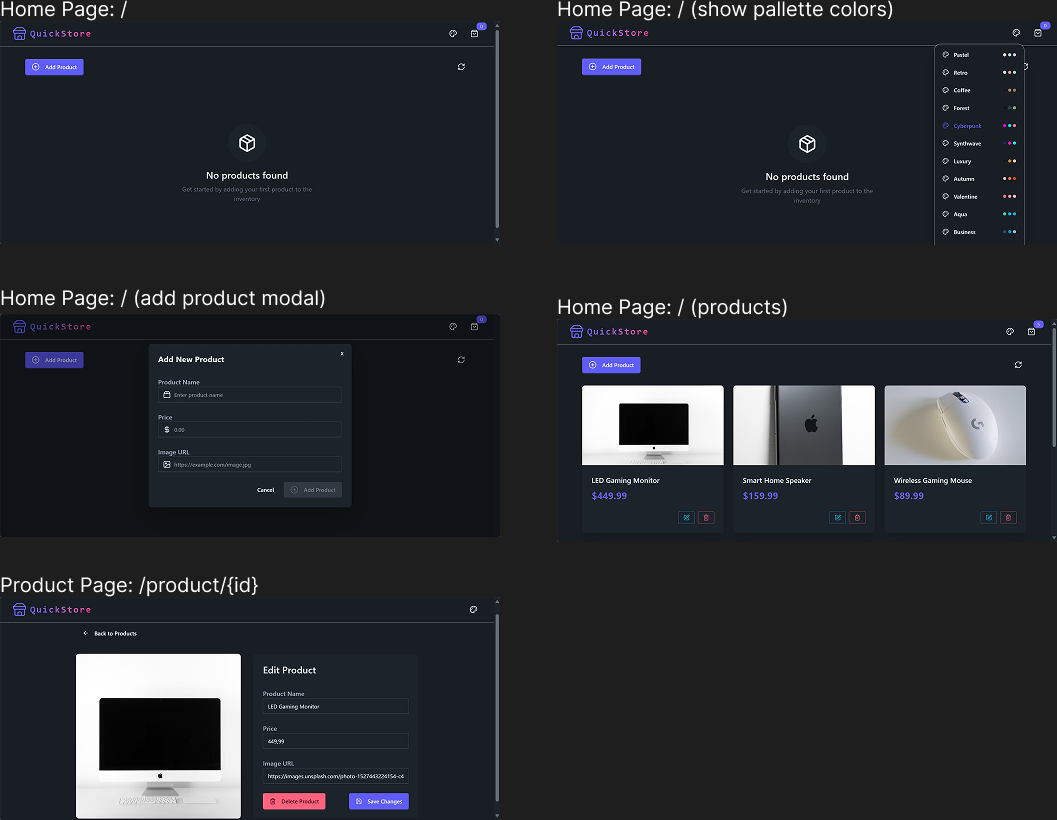 Home Page: /
QuickStore
0
Add Product
No products found
Get started by adding your first product to the
inventory
Home Page: / (show pallette colors)
QuickStore
0
Add Product
No products found
Get started by adding your first product to the
inventory
Pastel
Retro
Coffee
Forest
Cyberpunk
Synthwave
Luxury
Autumn
Valentine
Aqua
Business
Home Page: / (add product modal)
QuickStore
0
Add Product
Add New Product
x
Product Name
Enter product name
Price
$ 0.00
Image URL
https://example.com/image.jpg
Cancel
Add Product
Home Page: / (products)
QuickStore
Add Product
LED Gaming Monitor
$449.99
Smart Home Speaker
$159.99
Wireless Gaming Mouse
$89.99
Product Page: /product/{id}
QuickStore
Back to Products
Edit Product
Product Name
LED Gaming Monitor
Price
449,99
Image URL
https://images.unsplash.com/photo-1527443224154-c4
Delete Product
Save Changes